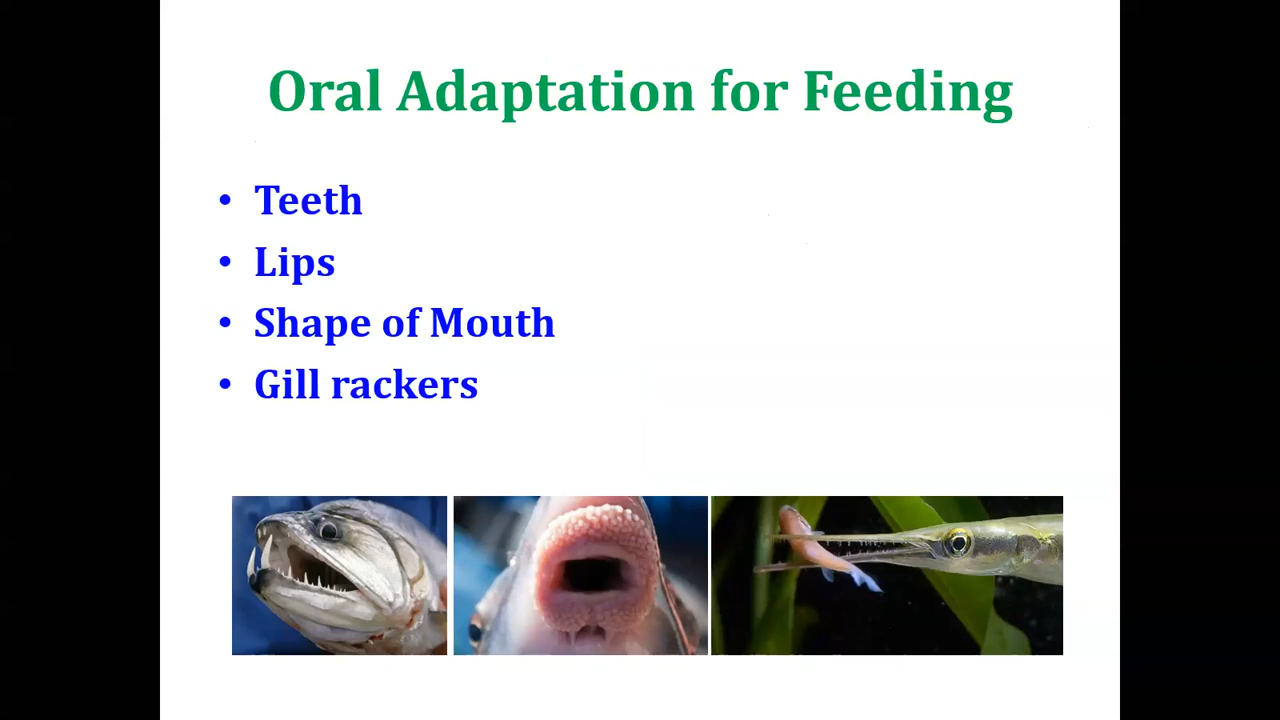 Oral Adaptation for Feeding
• Teeth
• Lips
• Shape of Mouth
• Gill rackers